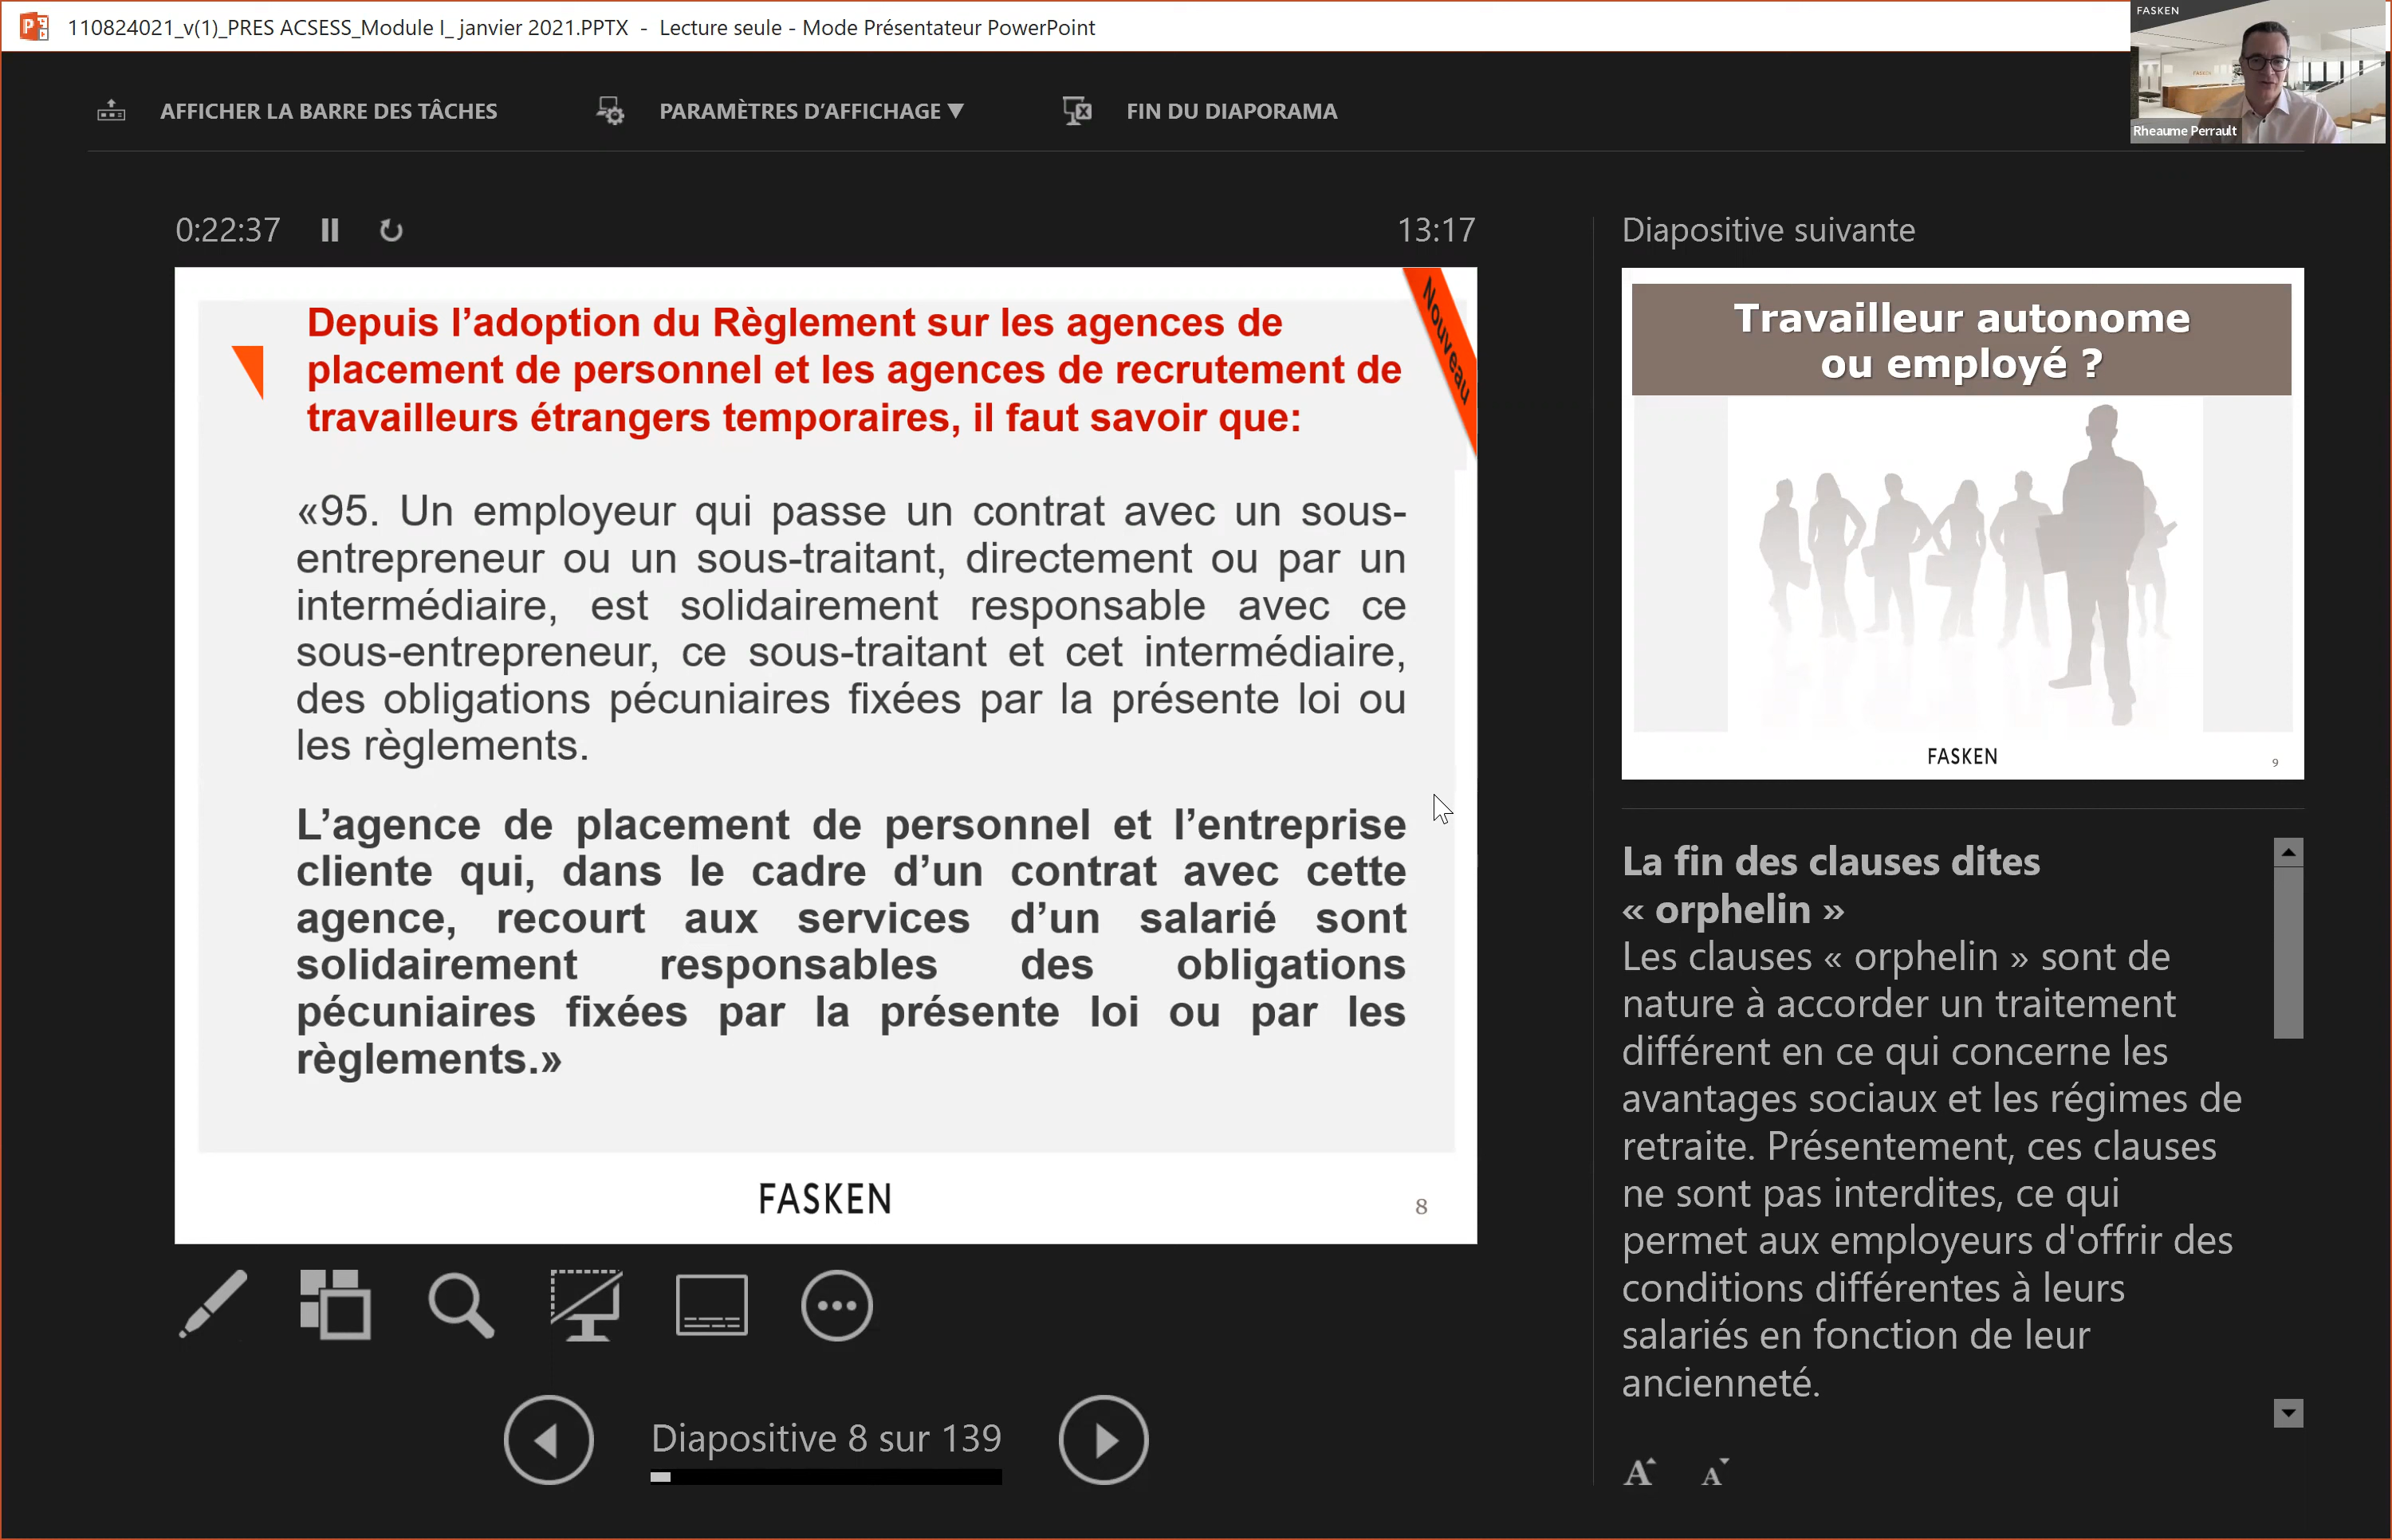 110824021_v(1)_PRES ACSESS_Module I_ janvier 2021.PPTX - Lecture seule - Mode Présentateur PowerPoint
FASKEN
Rheaume Perrault
AFFICHER LA BARRE DES TÂCHES
PARAMÈTRES D'AFFICHAGE ▼
FIN DU DIAPORAMA
0:22:37
13:17
Nouveau
Depuis l’adoption du Règlement sur les agences de
placement de personnel et les agences de recrutement de
travailleurs étrangers temporaires, il faut savoir que:
«95. Un employeur qui passe un contrat avec un sous-
entrepreneur ou un sous-traitant, directement ou par un
intermédiaire, est solidairement responsable avec ce
sous-entrepreneur, ce sous-traitant et cet intermédiaire,
des obligations pécuniaires fixées par la présente loi ou
les règlements.
L’agence de placement de personnel et l’entreprise
cliente qui, dans le cadre d’un contrat avec cette
agence, recourt aux services d’un salarié sont
solidairement responsables des obligations
pécuniaires fixées par la présente loi ou par les
règlements.»
FASKEN
8
Diapositive 8 sur 139
Diapositive suivante
Travailleur autonome
ou employé ?
FASKEN
9
La fin des clauses dites
« orphelin »
Les clauses « orphelin » sont de
nature à accorder un traitement
différent en ce qui concerne les
avantages sociaux et les régimes de
retraite. Présentement, ces clauses
ne sont pas interdites, ce qui
permet aux employeurs d'offrir des
conditions différentes à leurs
salariés en fonction de leur
ancienneté.
A A